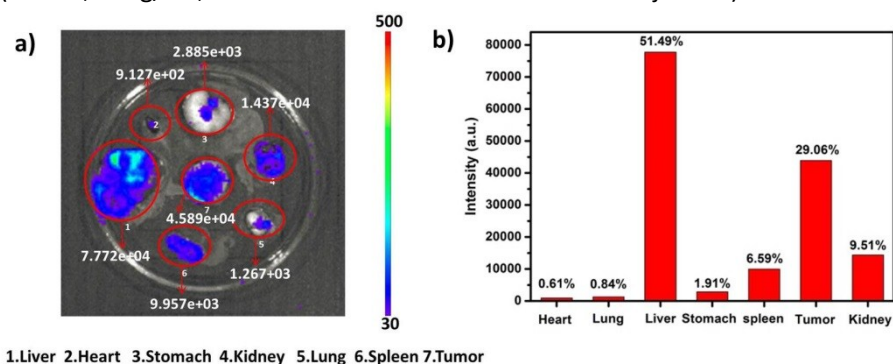 a)
2.885e+03
9.127e+02
1.437e+04
2
3
4
1
7
4.589e+04
5
7.772e+04
6
1.267+03
9.957e+03
500
30
b)
Intensity (a.u.)
80000
70000
60000
50000
40000
30000
20000
10000
0
0.61%
0.84%
51.49%
1.91%
6.59%
29.06%
9.51%
Heart Lung Liver Stomach spleen Tumor Kidney
1.Liver 2.Heart 3.Stomach 4.Kidney 5.Lung 6.Spleen 7.Tumor